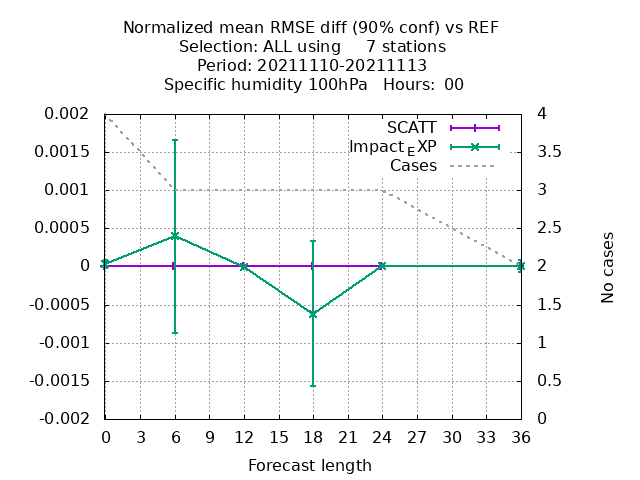 Normalized mean RMSE diff (90% conf) vs REF
Selection: ALL using 7 stations
Period: 20211110-20211113
Specific humidity 100hPa Hours: 00
0.002
0.0015
0.001
0.0005
0
-0.0005
-0.001
-0.0015
-0.002
SCATT
Impact_EXP
Cases
4
3.5
3
2.5
2
1.5
1
0.5
0
No cases
0 3 6 9 12 15 18 21 24 27 30 33 36
Forecast length